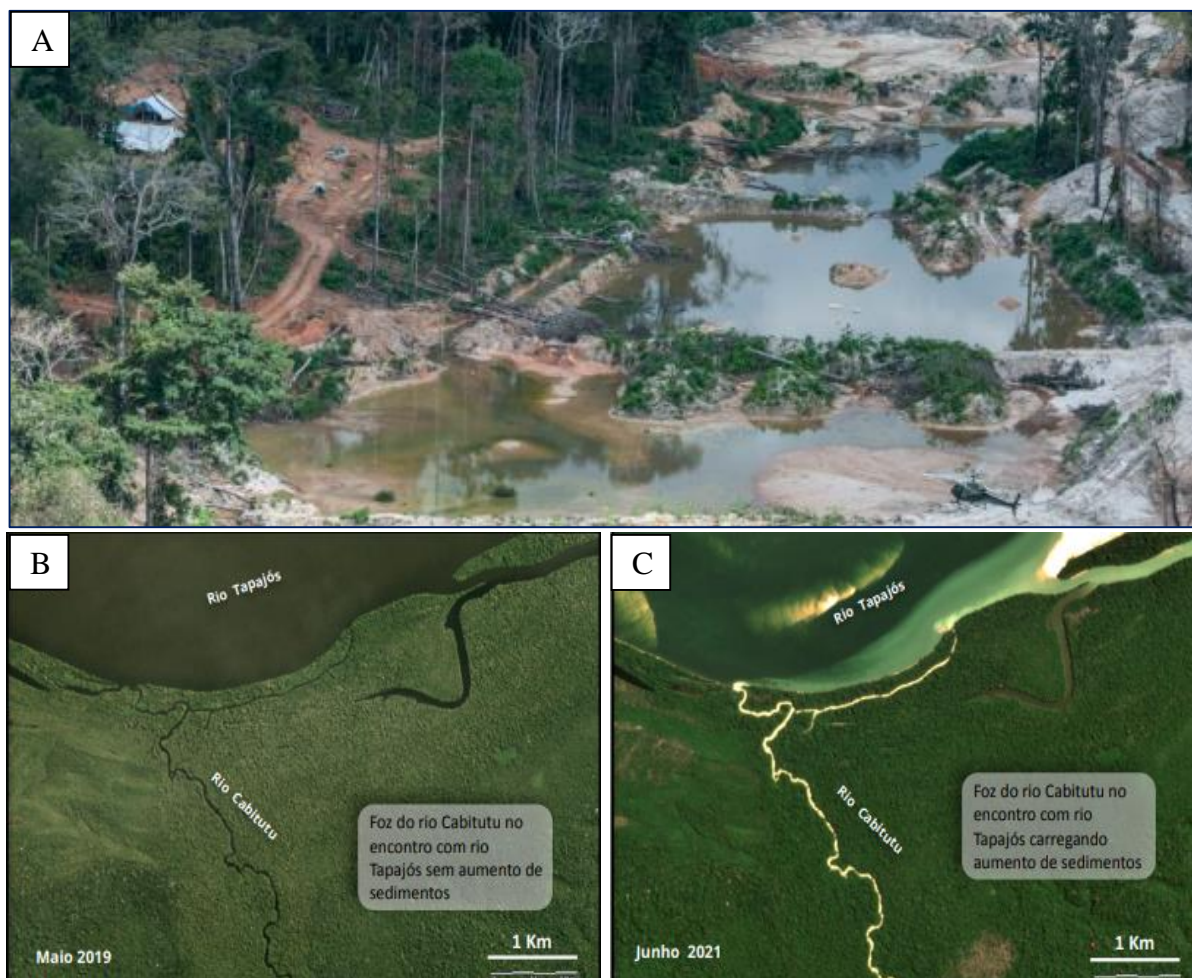 A
B
Rio Tapajós
Rio Cabitutu
Foz do rio Cabitutu no
encontro com rio
Tapajós sem aumento de
sedimentos
Maio 2019
1 Km
C
Rio Tapajós
Rio Cabitutu
Foz do rio Cabitutu no
encontro com rio
Tapajós carregando
aumento de sedimentos
Junho 2021
1 Km